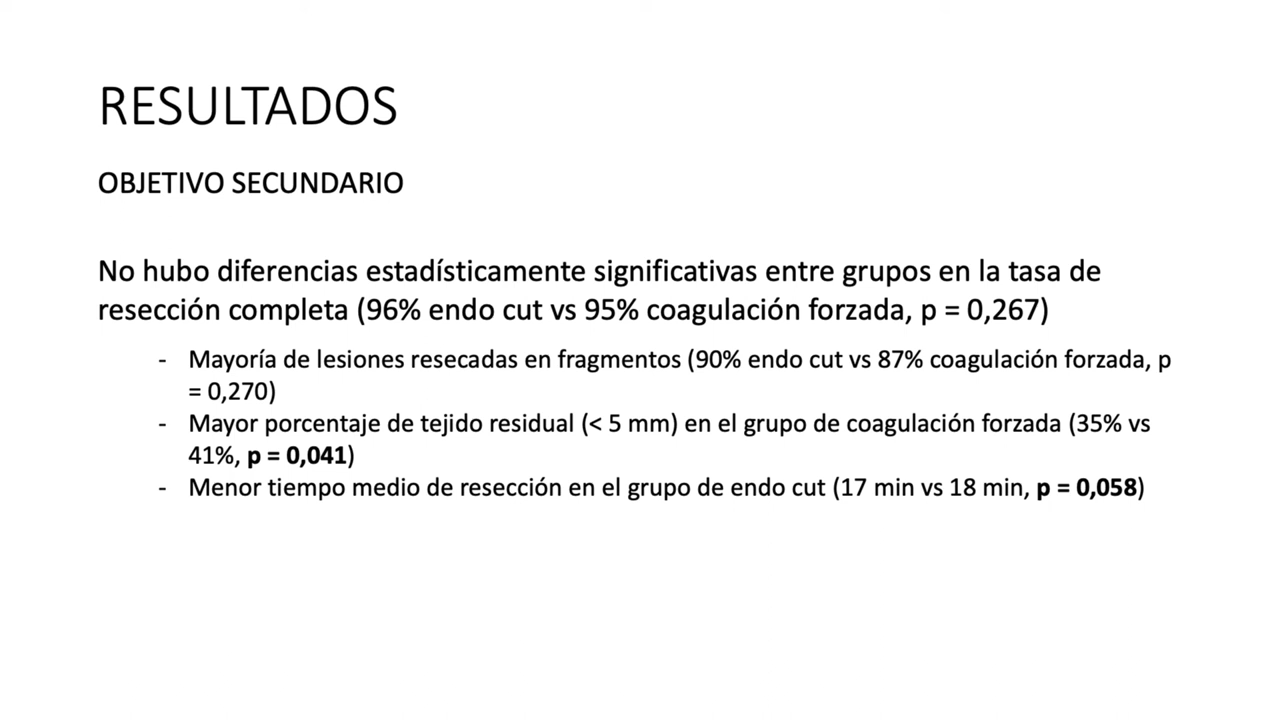 RESULTADOS
OBJETIVO SECUNDARIO
No hubo diferencias estadísticamente significativas entre grupos en la tasa de
resección completa (96% endo cut vs 95% coagulación forzada, p = 0,267)
- Mayoría de lesiones resecadas en fragmentos (90% endo cut vs 87% coagulación forzada, p
= 0,270)
- Mayor porcentaje de tejido residual (< 5 mm) en el grupo de coagulación forzada (35% vs
41%, p = 0,041)
- Menor tiempo medio de resección en el grupo de endo cut (17 min vs 18 min, p = 0,058)